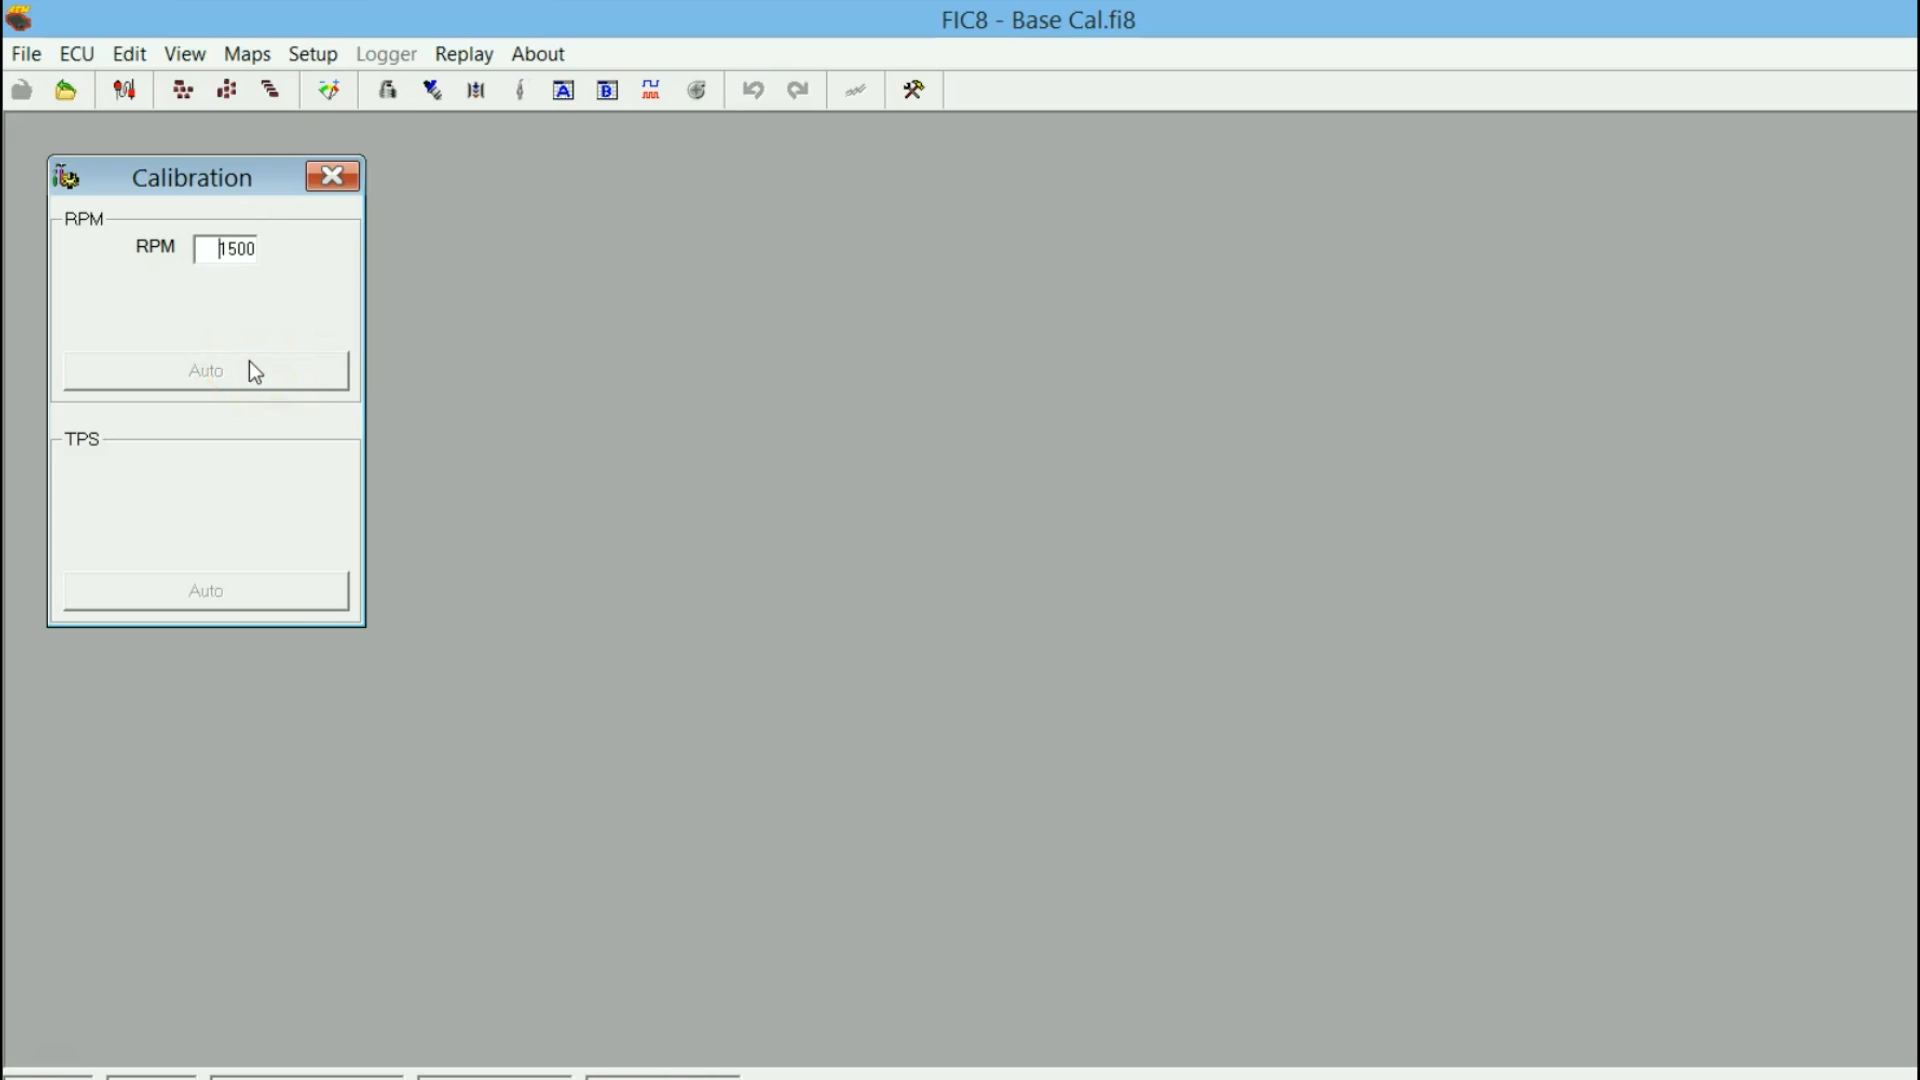 FIC8 - Base Cal.fi8
File ECU Edit View Maps Setup Logger Replay About
A B
Calibration
RPM
RPM 1500
Auto
TPS
Auto